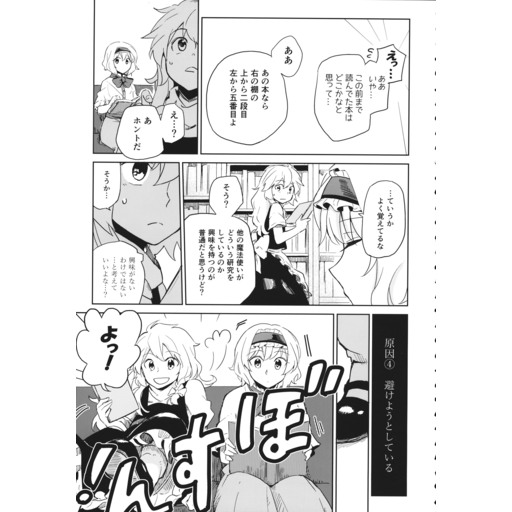 えっ…
ああ
いや…
この前まで
読んでた本は
どこかなと
思って…
ああ
あの本なら
右の棚の
上から二段目
左から五番目よ
え…?
あ
ホントだ
…ていうか
よく覚えてるな
そう?
他の魔法使いが
どういう研究を
しているのか
興味を持つのが
普通だと思うけど?
そうか…
興味がない
わけではない
…と考えて
いいよな…?
原因④ 避けようとしている
よっ!
ぼすん